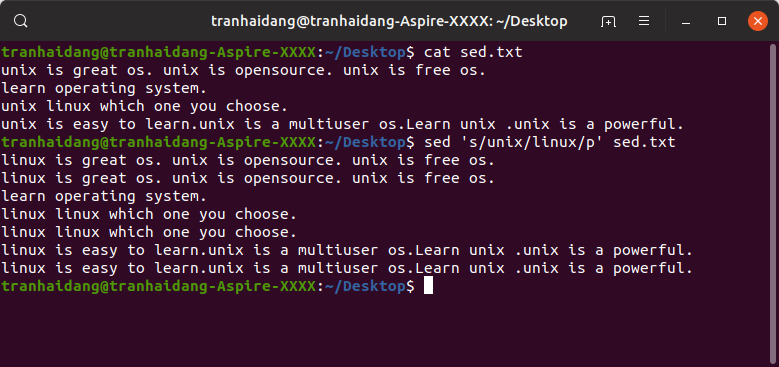 tranhaidang@tranhaidang-Aspire-XXXX: ~/Desktop
tranhaidang@tranhaidang-Aspire-XXXX:~/Desktop$ cat sed.txt
unix is great os. unix is opensource. unix is free os.
learn operating system.
unix linux which one you choose.
unix is easy to learn.unix is a multiuser os.Learn unix .unix is a powerful.
tranhaidang@tranhaidang-Aspire-XXXX:~/Desktop$ sed 's/unix/linux/p' sed.txt
linux is great os. unix is opensource. unix is free os.
linux is great os. unix is opensource. unix is free os.
learn operating system.
linux linux which one you choose.
linux linux which one you choose.
linux is easy to learn.unix is a multiuser os.Learn unix .unix is a powerful.
linux is easy to learn.unix is a multiuser os.Learn unix .unix is a powerful.
tranhaidang@tranhaidang-Aspire-XXXX:~/Desktop$